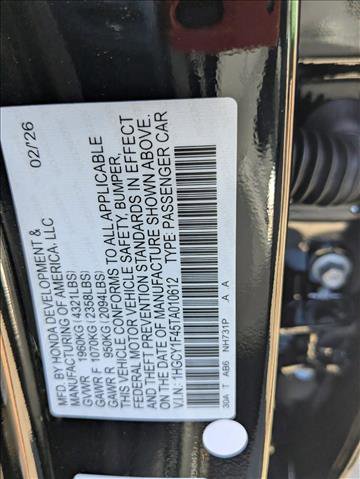 MFD. BY HONDA DEVELOPMENT & 02/26
MANUFACTURING OF AMERICA, LLC
GVWR 1960KG(4321LBS)
GAWR F 1070KG(2358LBS)
GAWR R 950KG(2094LBS)
THIS VEHICLE CONFORMS TO ALL APPLICABLE
FEDERAL MOTOR VEHICLE SAFETY, BUMPER,
AND THEFT PREVENTION STANDARDS IN EFFECT
ON THE DATE OF MANUFACTURE SHOWN ABOVE.
V.I.N.: 1HGCY1F45TA010612 TYPE: PASSENGER CAR
30A T AB6 NH731P A A